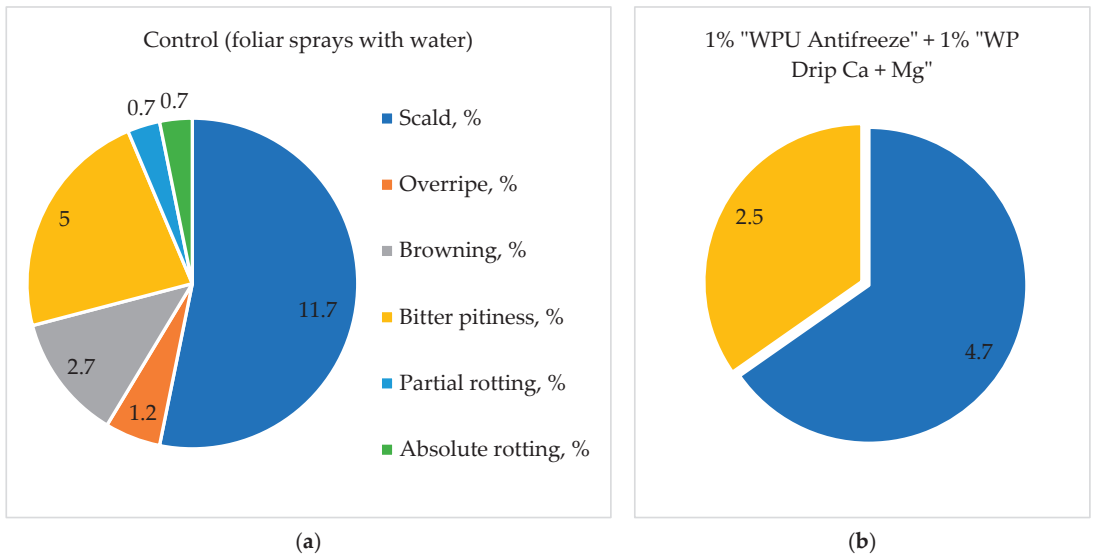 Control (foliar sprays with water)
0.7
0.7
5
2.7
1.2
11.7
Scald, %
Overripe, %
Browning, %
Bitter pitiness, %
Partial rotting, %
Absolute rotting, %
(a)
1% "WPU Antifreeze" + 1% "WP
Drip Ca + Mg"
2.5
4.7
(b)